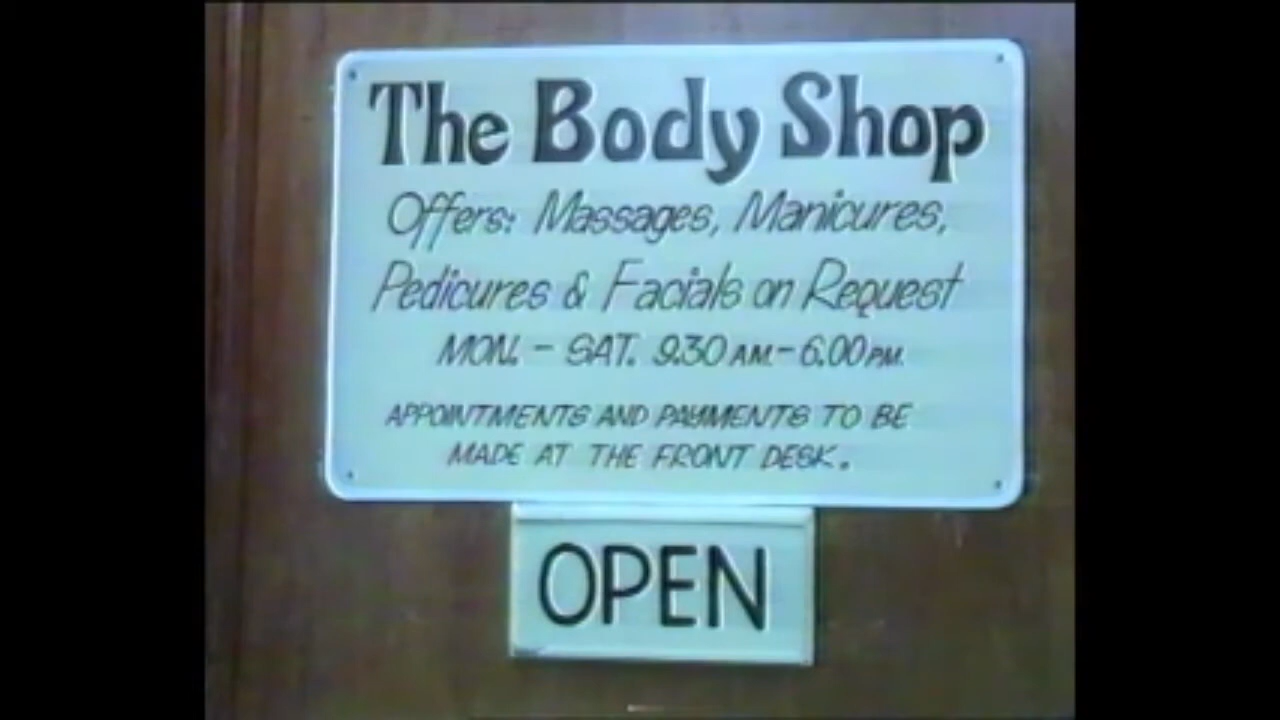 The Body Shop
Offers: Massages, Manicures,
Pedicures & Facials on Request
MON. - SAT. 9.30 AM. - 6.00 PM.
APPOINTMENTS AND PAYMENTS TO BE
MADE AT THE FRONT DESK.
OPEN